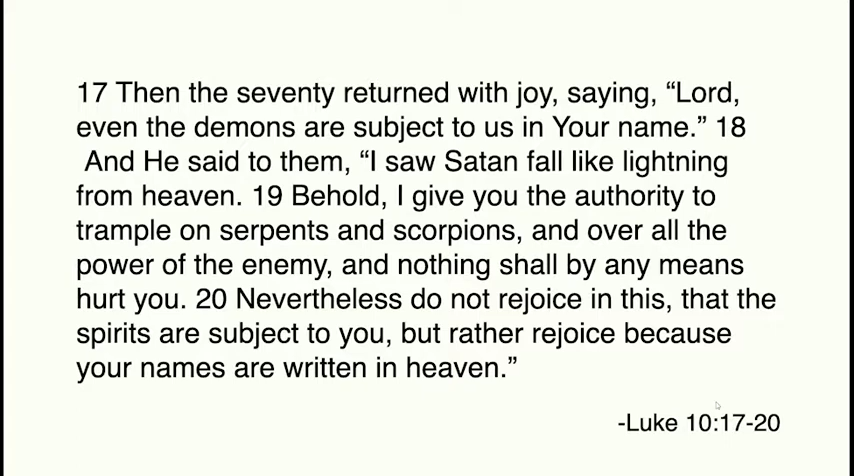 17 Then the seventy returned with joy, saying, “Lord,
even the demons are subject to us in Your name.” 18
And He said to them, “I saw Satan fall like lightning
from heaven. 19 Behold, I give you the authority to
trample on serpents and scorpions, and over all the
power of the enemy, and nothing shall by any means
hurt you. 20 Nevertheless do not rejoice in this, that the
spirits are subject to you, but rather rejoice because
your names are written in heaven.”
-Luke 10:17-20